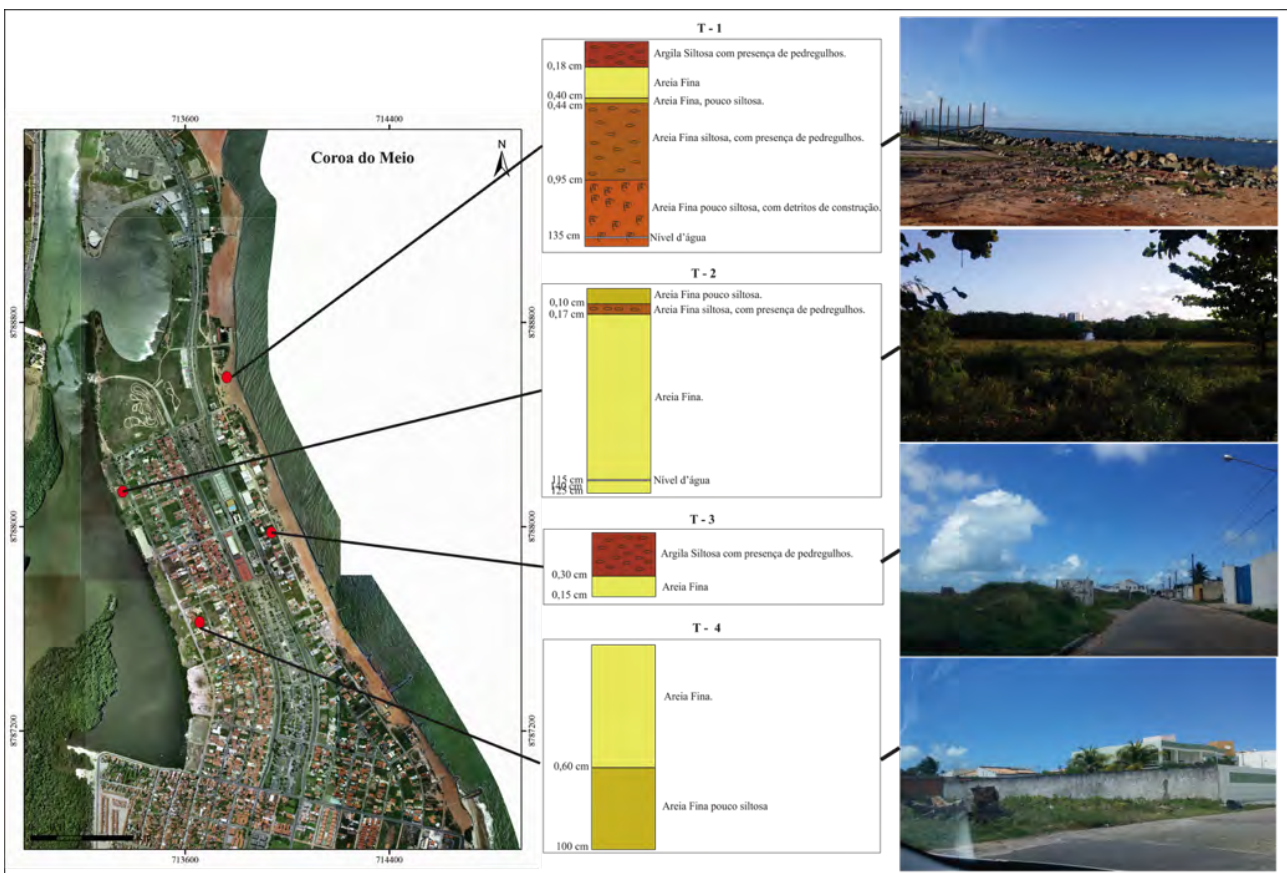 Coroa do Meio
N
713600
714400
8788800
8788000
8787200
713600
714400
T - 1
Argila Siltosa com presença de pedregulhos.
0,18 cm
Areia Fina
0,40 cm
0,44 cm
Areia Fina, pouco siltosa.
Areia Fina siltosa, com presença de pedregulhos.
0,95 cm
Areia Fina pouco siltosa, com detritos de construção.
135 cm
Nível d'água
T - 2
Areia Fina pouco siltosa.
0,10 cm
Areia Fina siltosa, com presença de pedregulhos.
0,17 cm
Areia Fina.
115 cm
Nível d'água
140 cm
125 cm
T - 3
Argila Siltosa com presença de pedregulhos.
0,30 cm
Areia Fina
0,15 cm
T - 4
Areia Fina.
0,60 cm
Areia Fina pouco siltosa
100 cm